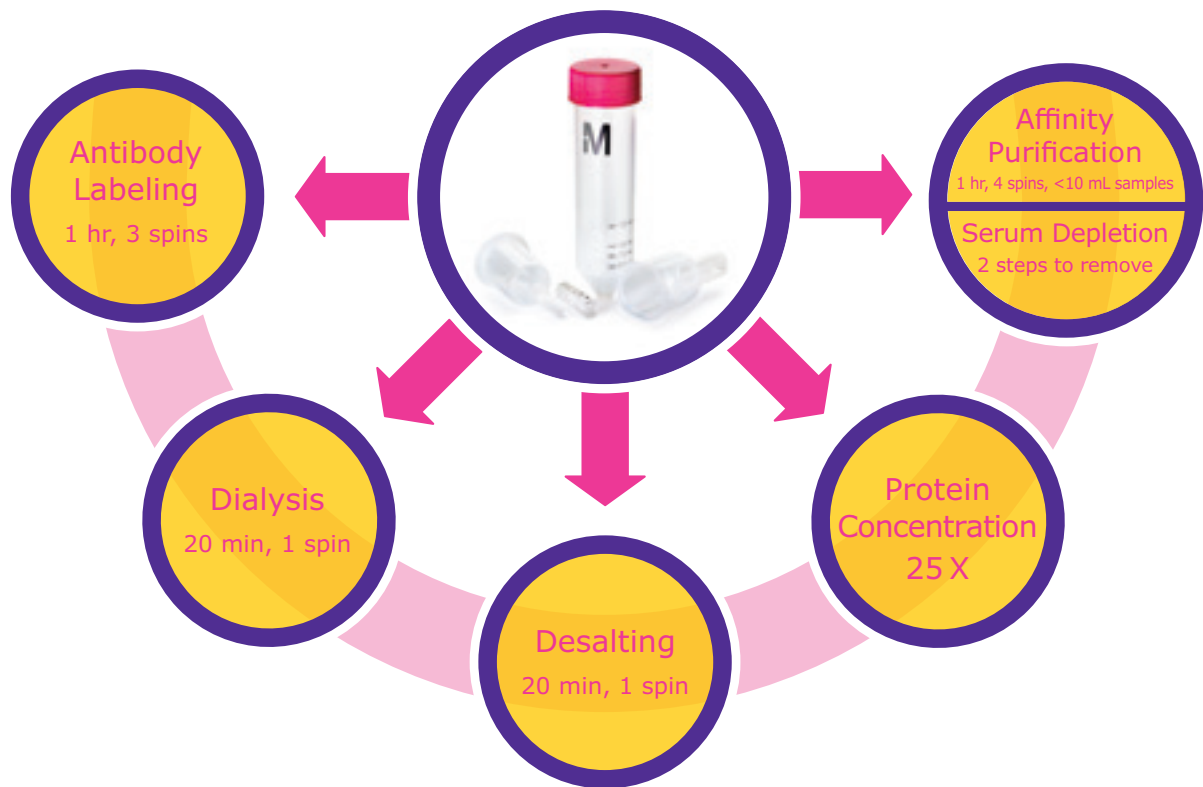 M
Antibody
Labeling
1 hr, 3 spins
Affinity
Purification
1 hr, 4 spins, <10 mL samples
Serum Depletion
2 steps to remove
Dialysis
20 min, 1 spin
Desalting
20 min, 1 spin
Protein
Concentration
25 X